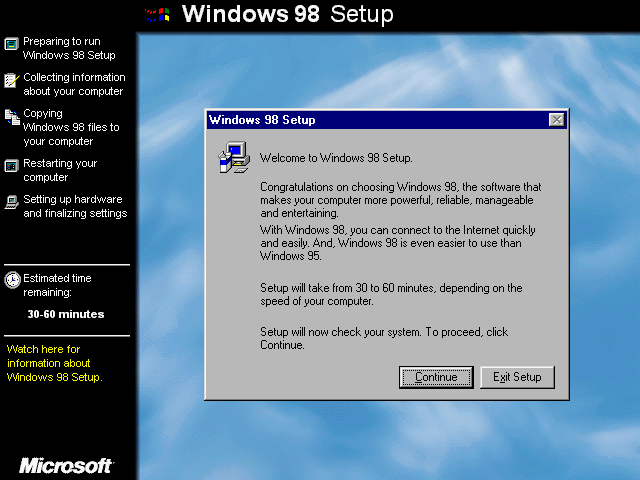 Windows 98 Setup
Preparing to run
Windows 98 Setup
Collecting information
about your computer
Copying
Windows 98 files to
your computer
Restarting your
computer
Setting up hardware
and finalizing settings
Estimated time
remaining:
30-60 minutes
Watch here for
information about
Windows 98 Setup.
Microsoft
Windows 98 Setup
Welcome to Windows 98 Setup.
Congratulations on choosing Windows 98, the software that
makes your computer more powerful, reliable, manageable
and entertaining.
With Windows 98, you can connect to the Internet quickly
and easily. And, Windows 98 is even easier to use than
Windows 95.
Setup will take from 30 to 60 minutes, depending on the
speed of your computer.
Setup will now check your system. To proceed, click
Continue.
Continue
Exit Setup